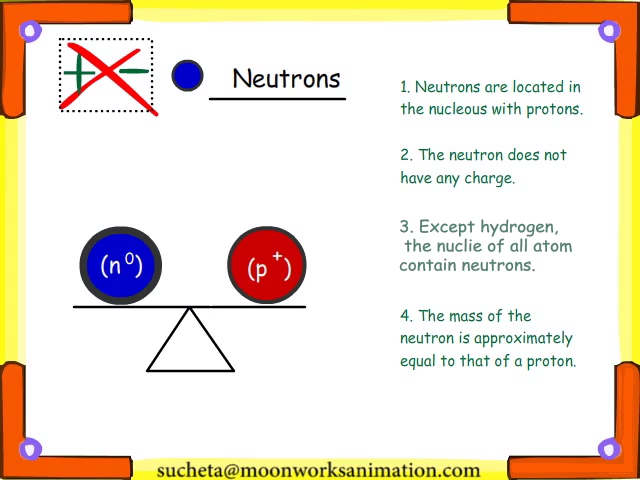 Neutrons
1. Neutrons are located in
the nucleous with protons.
2. The neutron does not
have any charge.
3. Except hydrogen,
the nuclie of all atom
contain neutrons.
4. The mass of the
neutron is approximately
equal to that of a proton.
(n⁰)
(p⁺)
sucheta@moonworksanimation.com